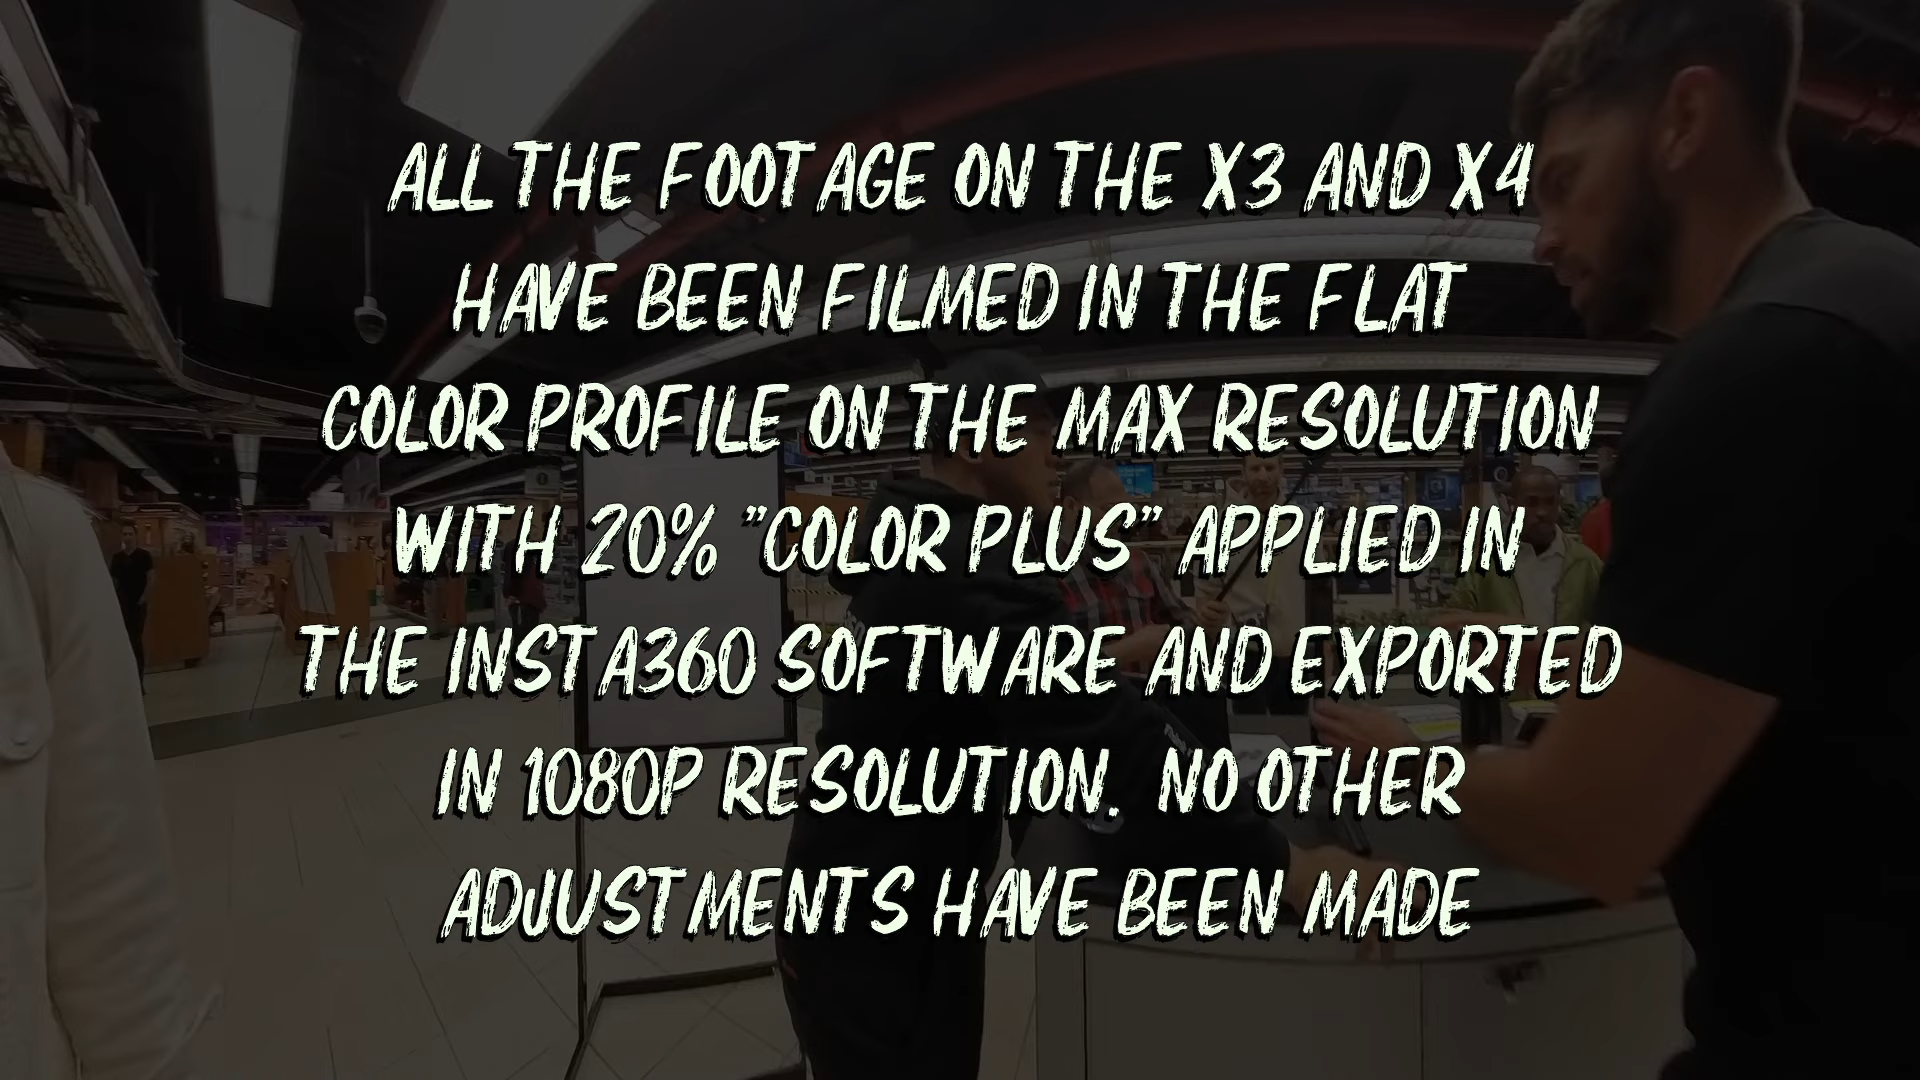 ALL THE FOOTAGE ON THE X3 AND X4
HAVE BEEN FILMED IN THE FLAT
COLOR PROFILE ON THE MAX RESOLUTION
WITH 20% "COLOR PLUS" APPLIED IN
THE INSTA360 SOFTWARE AND EXPORTED
IN 1080P RESOLUTION. NO OTHER
ADJUSTMENTS HAVE BEEN MADE